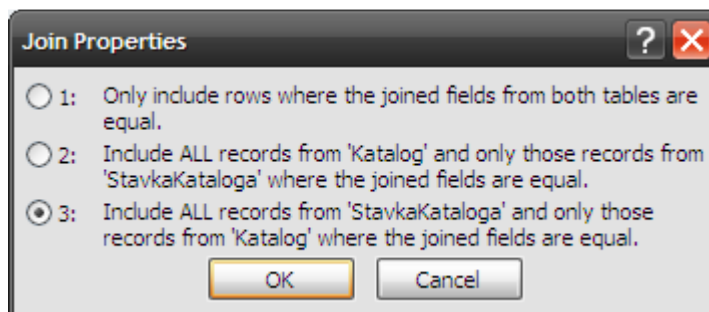 Join Properties
?
1: Only include rows where the joined fields from both tables are
equal.
2: Include ALL records from 'Katalog' and only those records from
'StavkaKataloga' where the joined fields are equal.
3: Include ALL records from 'StavkaKataloga' and only those
records from 'Katalog' where the joined fields are equal.
OK Cancel